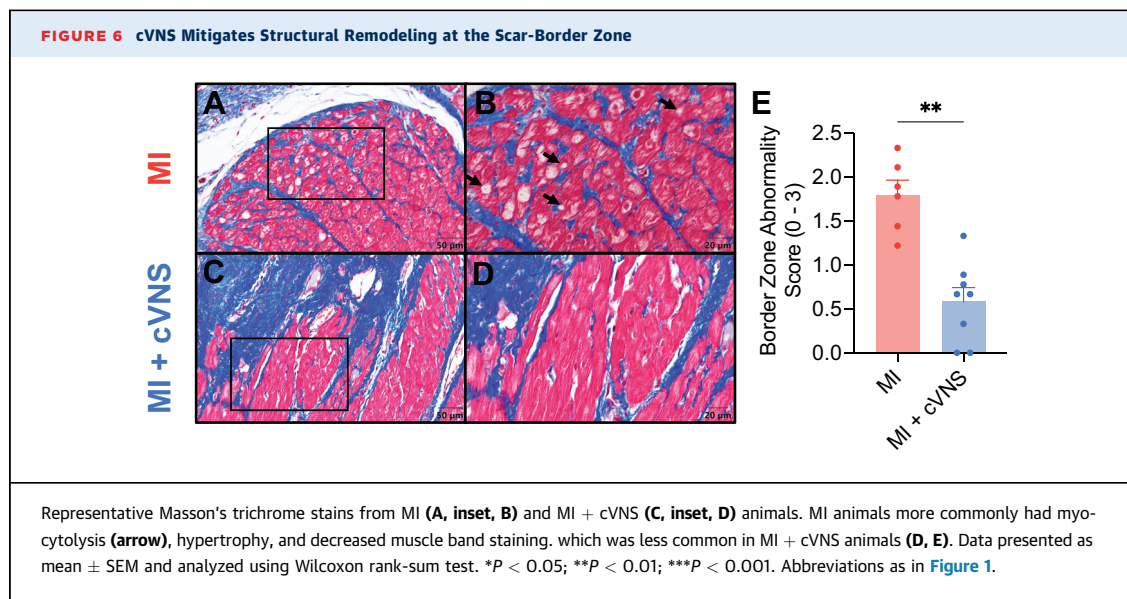 FIGURE 6 cVNS Mitigates Structural Remodeling at the Scar-Border Zone
MI
MI + cVNS
A
50 µm
B
20 µm
C
50 µm
D
20 µm
E
**
Border Zone Abnormality
Score (0 - 3)
2.5
2.0
1.5
1.0
0.5
0.0
MI
MI + cVNS
Representative Masson's trichrome stains from MI (A, inset, B) and MI + cVNS (C, inset, D) animals. MI animals more commonly had myo-
cytolysis (arrow), hypertrophy, and decreased muscle band staining. which was less common in MI + cVNS animals (D, E). Data presented as
mean ± SEM and analyzed using Wilcoxon rank-sum test. *P < 0.05; **P < 0.01; ***P < 0.001. Abbreviations as in Figure 1.